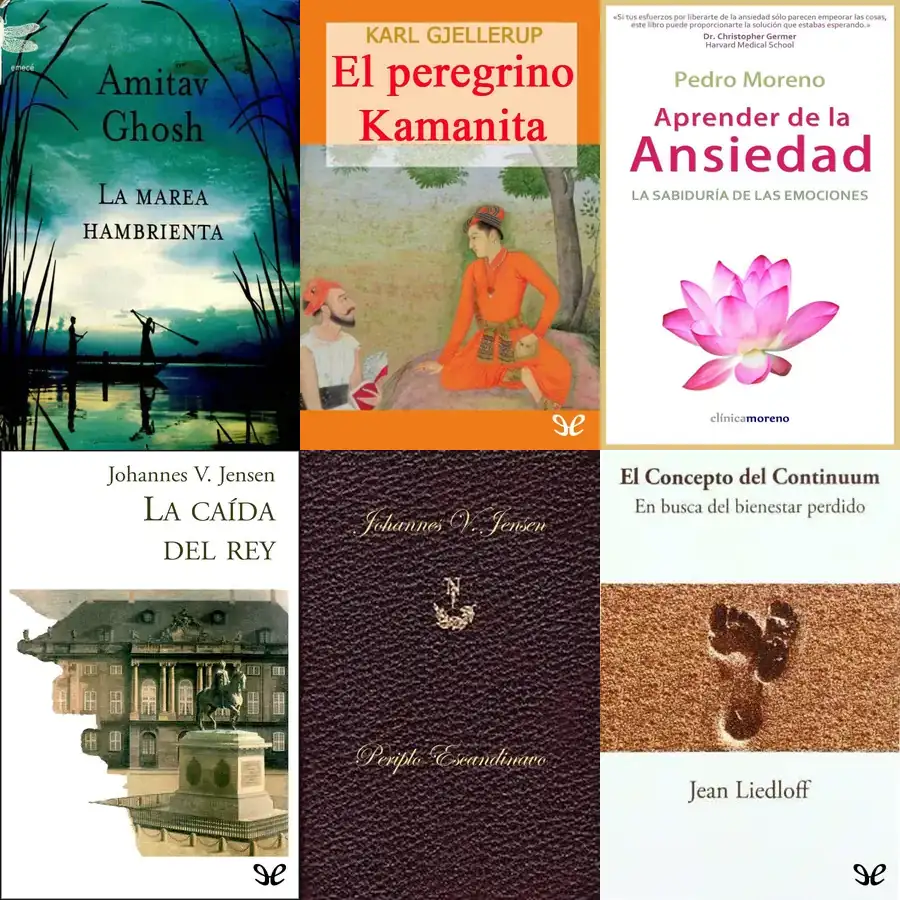 emecé
Amitav
Ghosh
LA MAREA
HAMBRIENTA
KARL GJELLERUP
El peregrino
Kamanita
«Si tus esfuerzos por liberarte de la ansiedad sólo parecen empeorar las cosas,
este libro puede proporcionarte la solución que estabas esperando.»
Dr. Christopher Germer
Harvard Medical School
Pedro Moreno
Aprender de la
Ansiedad
LA SABIDURÍA DE LAS EMOCIONES
clínicamoreno
Johannes V. Jensen
LA CAÍDA
DEL REY
Johannes V. Jensen
N
Periplo Escandinavo
El Concepto del Continuum
En busca del bienestar perdido
Jean Liedloff